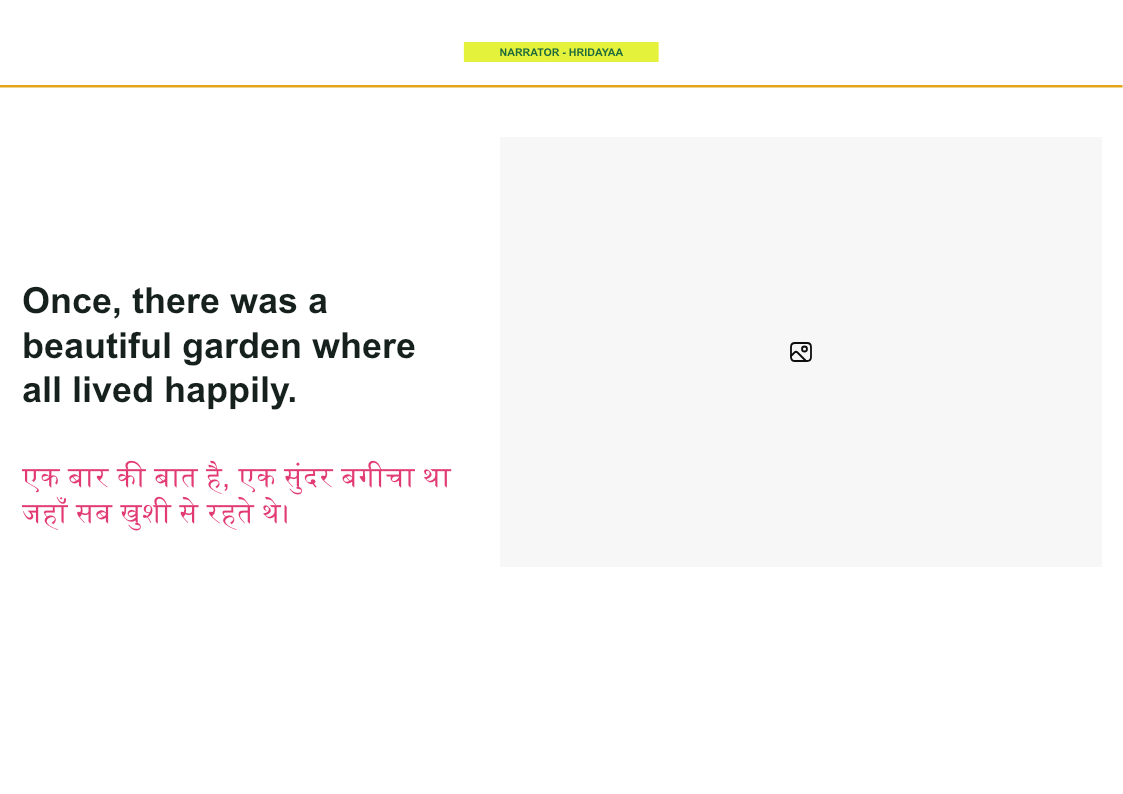 NARRATOR - HRIDAYAA
Once, there was a
beautiful garden where
all lived happily.
एक बार की बात है, एक सुंदर बगीचा था
जहाँ सब खुशी से रहते थे।